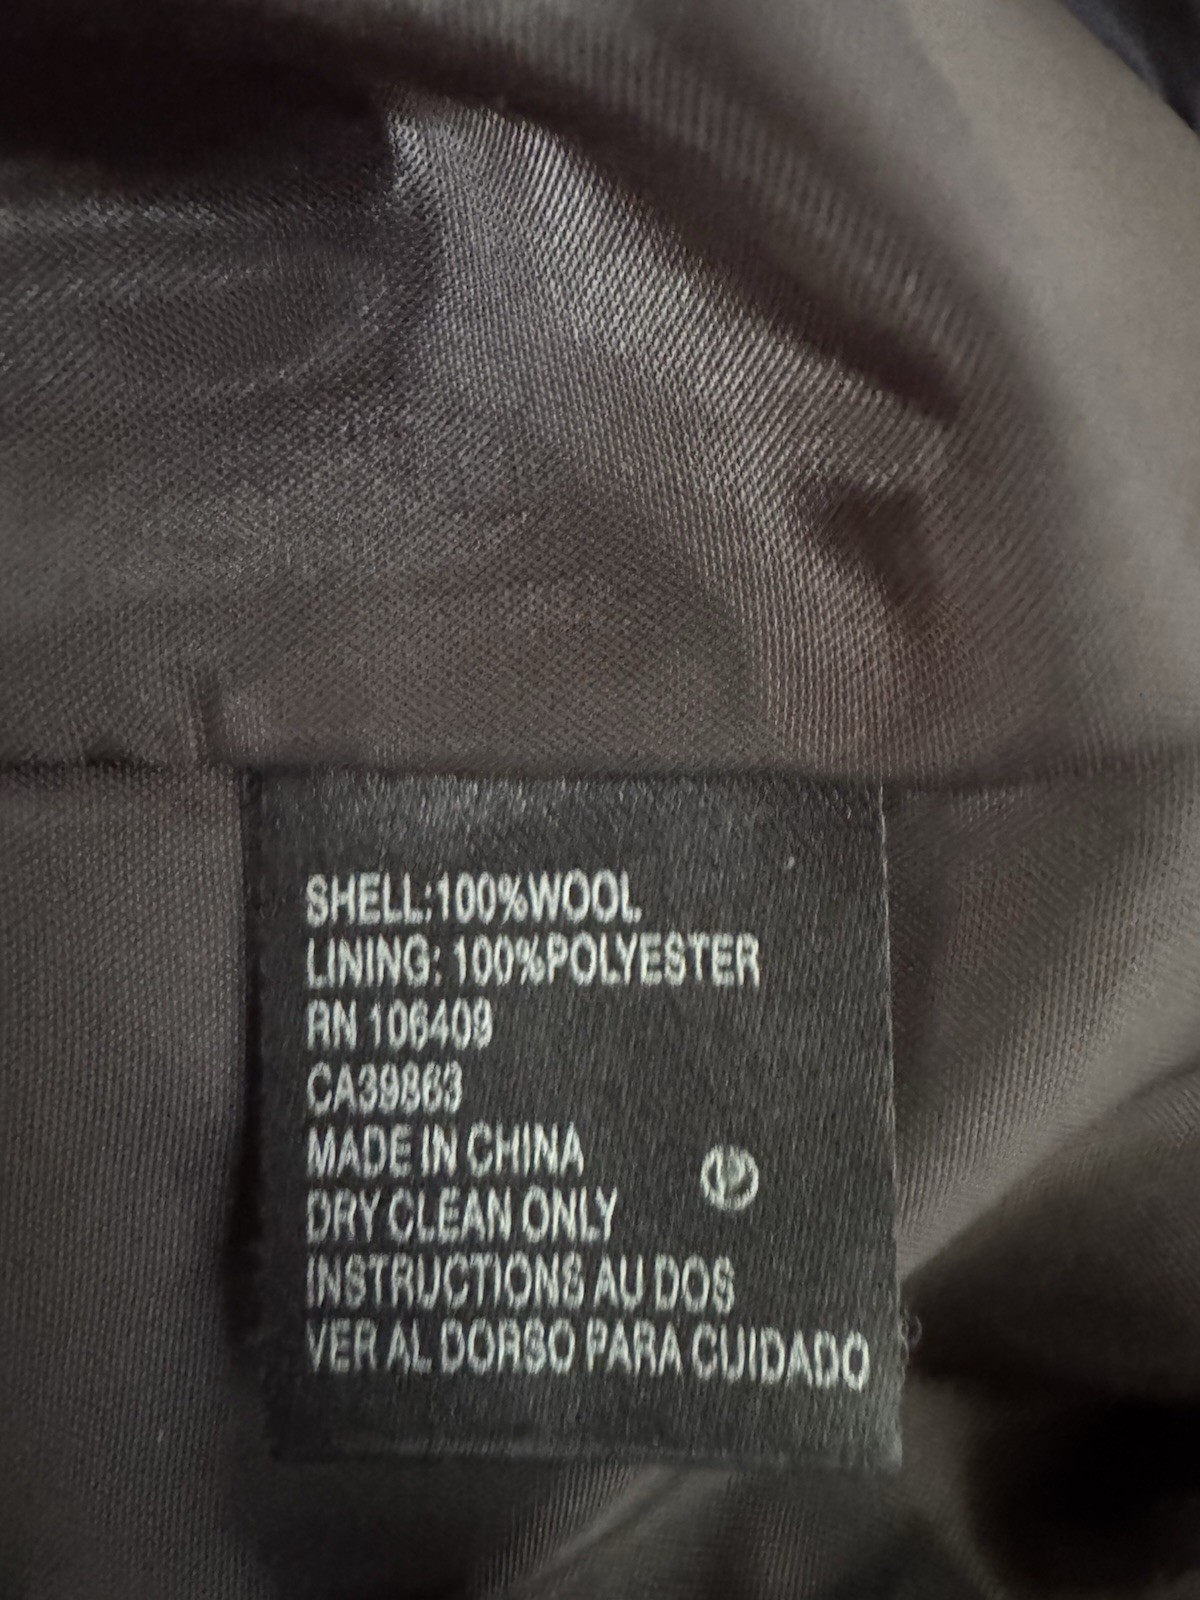 SHELL:100%WOOL
LINING: 100%POLYESTER
RN 106409
CA39863
MADE IN CHINA
P
DRY CLEAN ONLY
INSTRUCTIONS AU DOS
VER AL DORSO PARA CUIDADO